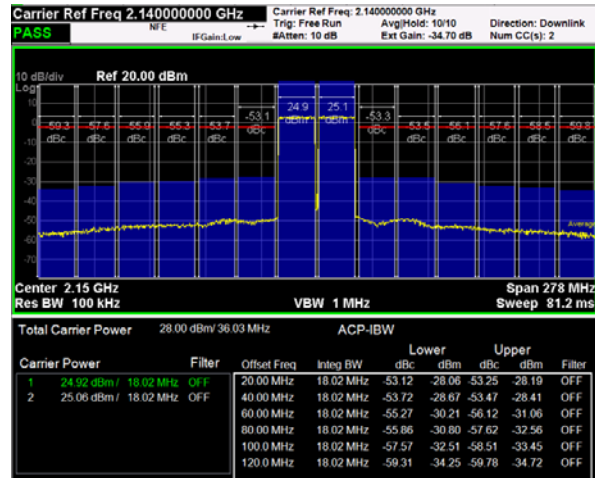 Carrier Ref Freq 2.140000000 GHz
PASS
NFE
IFGain:Low
Carrier Ref Freq: 2.140000000 GHz
Trig: Free Run
#Atten: 10 dB
Avg|Hold: 10/10
Ext Gain: -34.70 dB
Direction: Downlink
Num CC(s): 2
10 dB/div Ref 20.00 dBm
Log
10
-10
-20
-30
-40
-50
-60
-70
-59.3 dBc
-57.6 dBc
-55.9 dBc
-55.3 dBc
-53.7 dBc
-53.1 dBc
24.9 dBm
25.1 dBm
-53.3 dBc
-53.5 dBc
-56.1 dBc
-57.6 dBc
-58.5 dBc
-59.8 dBc
Average
Center 2.15 GHz Span 278 MHz
Res BW 100 kHz VBW 1 MHz Sweep 81.2 ms
Total Carrier Power 28.00 dBm/ 36.03 MHz ACP-IBW
Carrier Power Filter
1 24.92 dBm / 18.02 MHz OFF
2 25.06 dBm / 18.02 MHz OFF
Lower Upper
Offset Freq Integ BW dBc dBm dBc dBm Filter
20.00 MHz 18.02 MHz -53.12 -28.06 -53.25 -28.19 OFF
40.00 MHz 18.02 MHz -53.72 -28.67 -53.47 -28.41 OFF
60.00 MHz 18.02 MHz -55.27 -30.21 -56.12 -31.06 OFF
80.00 MHz 18.02 MHz -55.86 -30.80 -57.62 -32.56 OFF
100.0 MHz 18.02 MHz -57.57 -32.51 -58.51 -33.45 OFF
120.0 MHz 18.02 MHz -59.31 -34.25 -59.78 -34.72 OFF